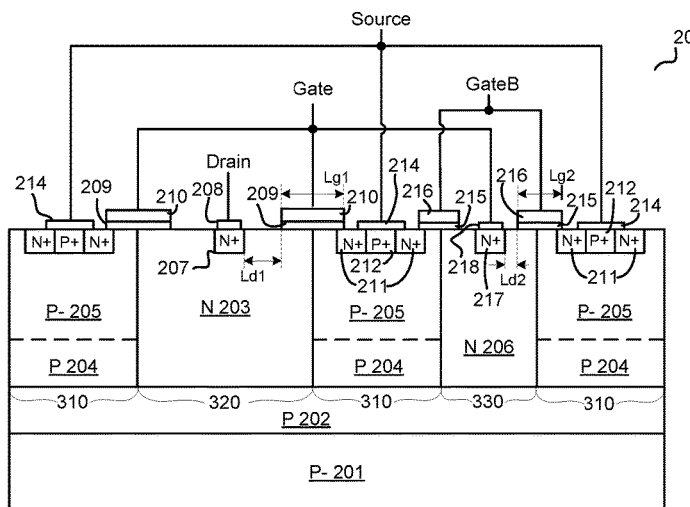 Source
20
Gate
GateB
Drain
Lg1
Lg2
214
209
210
208
209
210
214
216
215
216
215
212
214
N+ P+ N+
N+
N+ P+ N+
N+
N+ P+ N+
207
Ld1
212
211
218
217
Ld2
211
P- 205
N 203
P- 205
N 206
P- 205
P 204
P 204
P 204
310
320
310
330
310
P 202
P- 201